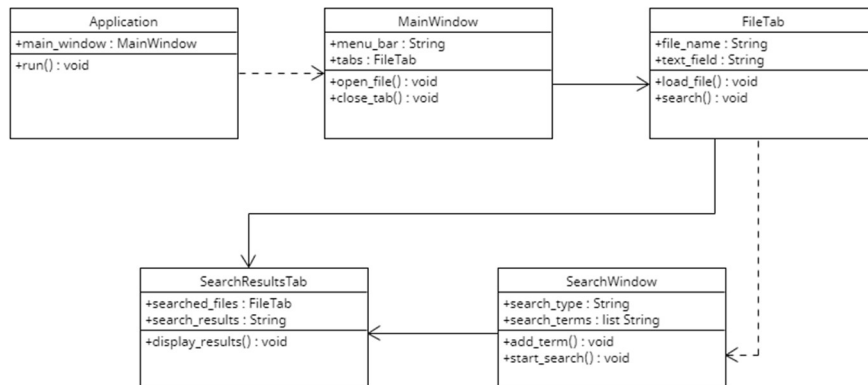 Application
+main_window : MainWindow
+run() : void
MainWindow
+menu_bar : String
+tabs : FileTab
+open_file() : void
+close_tab() : void
FileTab
+file_name : String
+text_field : String
+load_file() : void
+search() : void
SearchResultsTab
+searched_files : FileTab
+search_results : String
+display_results() : void
SearchWindow
+search_type : String
+search_terms : list String
+add_term() : void
+start_search() : void